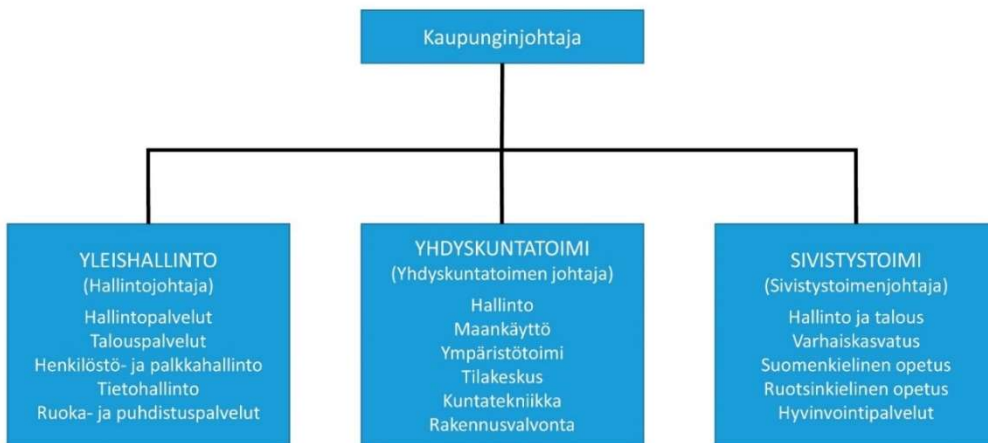 Kaupunginjohtaja
YLEISHALLINTO
(Hallintojohtaja)
Hallintopalvelut
Talouspalvelut
Henkilöstö- ja palkkahallinto
Tietohallinto
Ruoka- ja puhdistuspalvelut
YHDYSKUNTATOIMI
(Yhdyskuntatoimen johtaja)
Hallinto
Maankäyttö
Ympäristötoimi
Tilakeskus
Kuntatekniikka
Rakennusvalvonta
SIVISTYSTOIMI
(Sivistystoimenjohtaja)
Hallinto ja talous
Varhaiskasvatus
Suomenkielinen opetus
Ruotsinkielinen opetus
Hyvinvointipalvelut